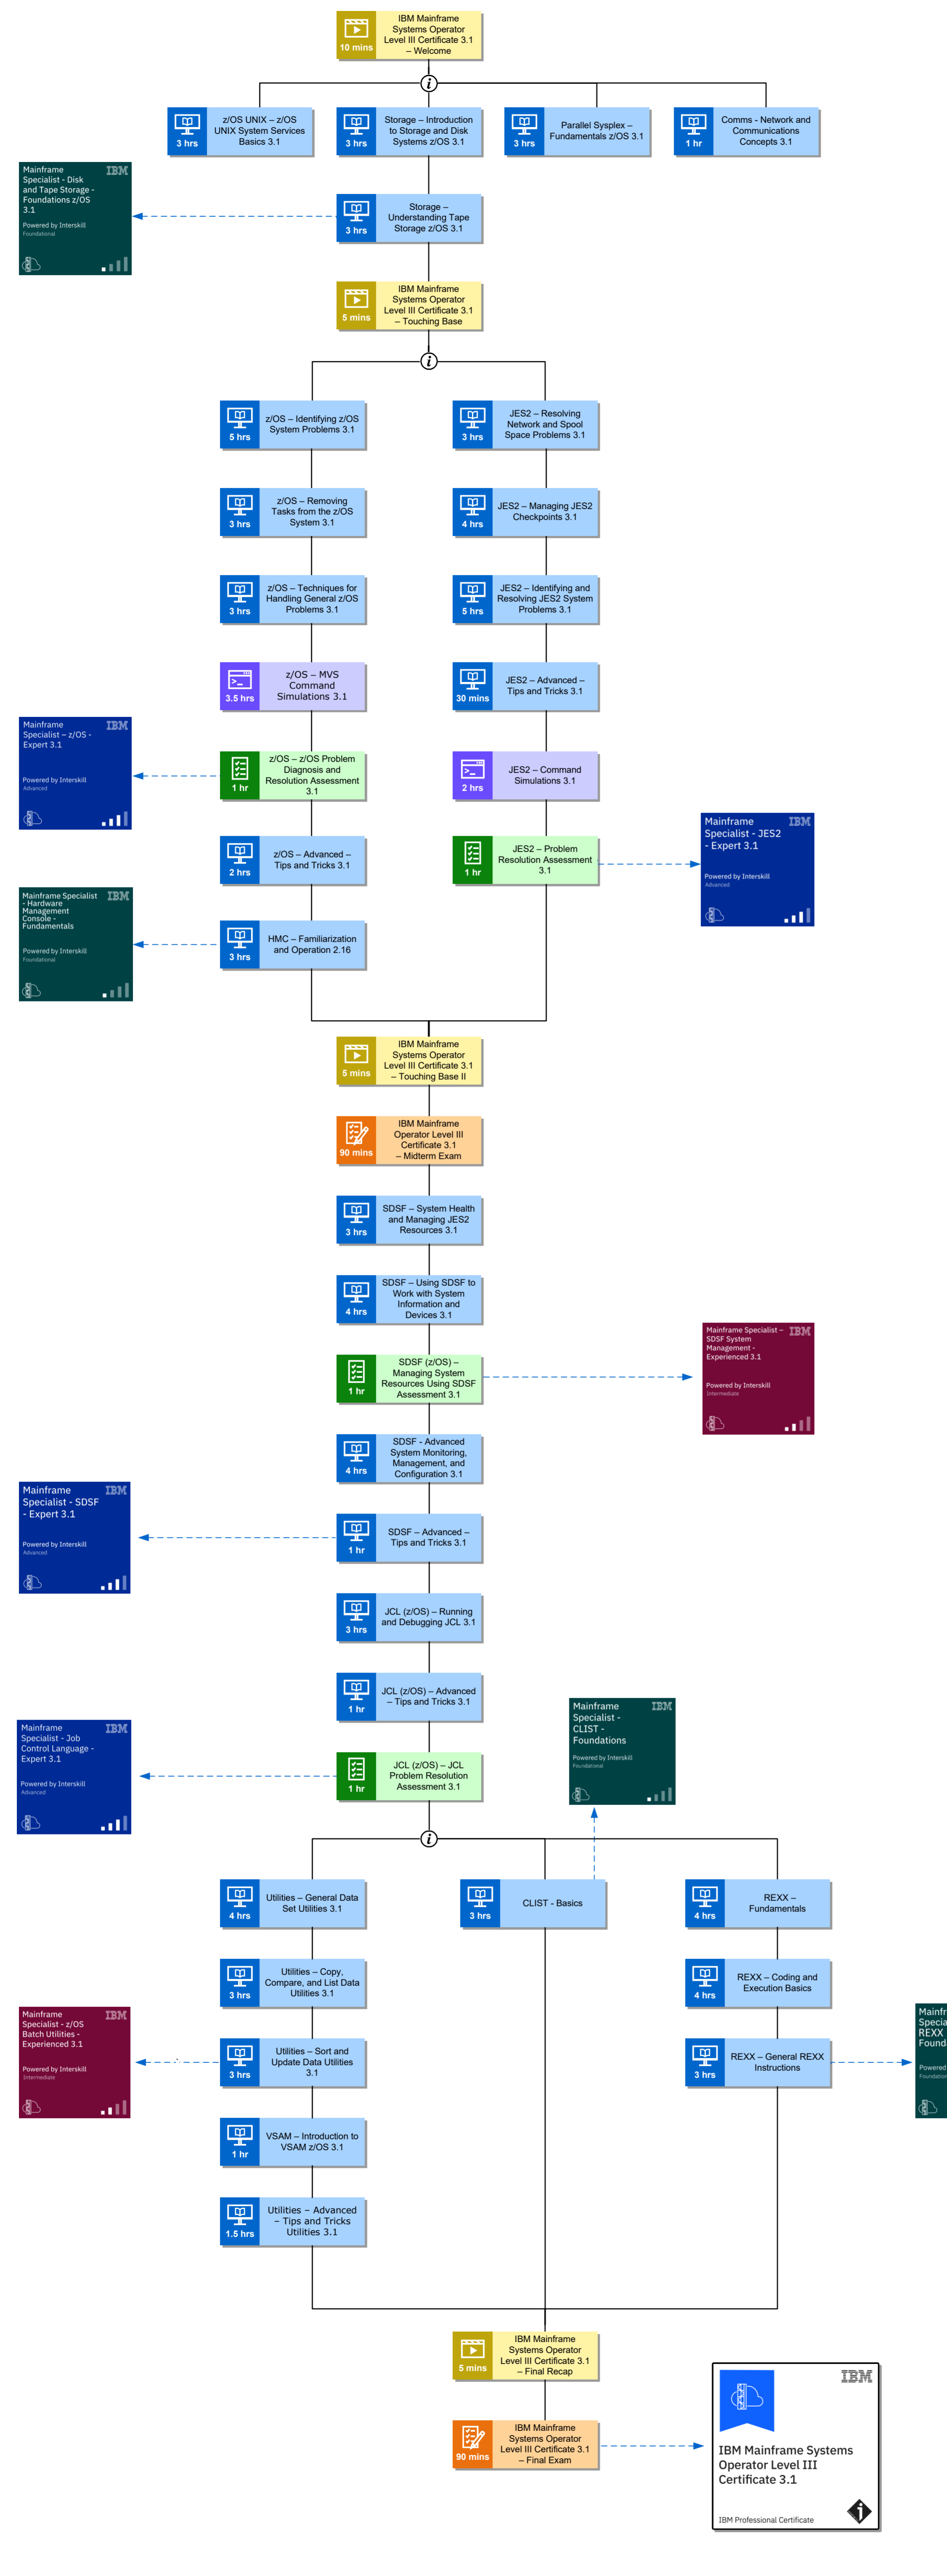 IBM Mainframe
Systems Operator
Level III Certificate 3.1
– Welcome
10 mins
i
z/OS UNIX – z/OS
UNIX System Services
Basics 3.1
3 hrs
Storage – Introduction
to Storage and Disk
Systems z/OS 3.1
3 hrs
Parallel Sysplex –
Fundamentals z/OS 3.1
3 hrs
Comms - Network and
Communications
Concepts 3.1
1 hr
Mainframe
Specialist - Disk
and Tape Storage -
Foundations z/OS
3.1
IBM
Powered by Interskill
Foundational
Storage –
Understanding Tape
Storage z/OS 3.1
3 hrs
IBM Mainframe
Systems Operator
Level III Certificate 3.1
– Touching Base
5 mins
i
z/OS – Identifying z/OS
System Problems 3.1
5 hrs
JES2 – Resolving
Network and Spool
Space Problems 3.1
3 hrs
z/OS – Removing
Tasks from the z/OS
System 3.1
3 hrs
JES2 – Managing JES2
Checkpoints 3.1
4 hrs
z/OS – Techniques for
Handling General z/OS
Problems 3.1
3 hrs
JES2 – Identifying and
Resolving JES2 System
Problems 3.1
5 hrs
z/OS – MVS
Command
Simulations 3.1
3.5 hrs
JES2 – Advanced –
Tips and Tricks 3.1
30 mins
Mainframe
Specialist – z/OS -
Expert 3.1
IBM
Powered by Interskill
Advanced
z/OS – z/OS Problem
Diagnosis and
Resolution Assessment
3.1
1 hr
JES2 – Command
Simulations 3.1
2 hrs
z/OS – Advanced –
Tips and Tricks 3.1
2 hrs
JES2 – Problem
Resolution Assessment
3.1
1 hr
Mainframe
Specialist - JES2
- Expert 3.1
IBM
Powered by Interskill
Advanced
Mainframe Specialist
- Hardware
Management
Console -
Fundamentals
IBM
Powered by Interskill
Foundational
HMC – Familiarization
and Operation 2.16
3 hrs
IBM Mainframe
Systems Operator
Level III Certificate 3.1
– Touching Base II
5 mins
IBM Mainframe
Operator Level III
Certificate 3.1
– Midterm Exam
90 mins
SDSF – System Health
and Managing JES2
Resources 3.1
3 hrs
SDSF – Using SDSF to
Work with System
Information and
Devices 3.1
4 hrs
SDSF (z/OS) –
Managing System
Resources Using SDSF
Assessment 3.1
1 hr
Mainframe Specialist –
SDSF System
Management -
Experienced 3.1
IBM
Powered by Interskill
Intermediate
SDSF - Advanced
System Monitoring,
Management, and
Configuration 3.1
4 hrs
Mainframe
Specialist - SDSF
- Expert 3.1
IBM
Powered by Interskill
Advanced
SDSF – Advanced –
Tips and Tricks 3.1
1 hr
JCL (z/OS) – Running
and Debugging JCL 3.1
3 hrs
JCL (z/OS) – Advanced
– Tips and Tricks 3.1
1 hr
Mainframe
Specialist -
CLIST -
Foundations
IBM
Powered by Interskill
Foundational
Mainframe
Specialist - Job
Control Language -
Expert 3.1
IBM
Powered by Interskill
Advanced
JCL (z/OS) – JCL
Problem Resolution
Assessment 3.1
1 hr
i
Utilities – General Data
Set Utilities 3.1
4 hrs
CLIST - Basics
3 hrs
REXX –
Fundamentals
4 hrs
Utilities – Copy,
Compare, and List Data
Utilities 3.1
3 hrs
REXX – Coding and
Execution Basics
4 hrs
Mainframe
Specialist - z/OS
Batch Utilities -
Experienced 3.1
IBM
Powered by Interskill
Intermediate
Utilities – Sort and
Update Data Utilities
3.1
3 hrs
REXX – General REXX
Instructions
3 hrs
Mainfr
Specia
REXX
Found
Powered
Foundation
VSAM – Introduction to
VSAM z/OS 3.1
1 hr
Utilities – Advanced
– Tips and Tricks
Utilities 3.1
1.5 hrs
IBM Mainframe
Systems Operator
Level III Certificate 3.1
– Final Recap
5 mins
IBM Mainframe
Systems Operator
Level III Certificate 3.1
– Final Exam
90 mins
IBM
IBM Mainframe Systems
Operator Level III
Certificate 3.1
IBM Professional Certificate
i